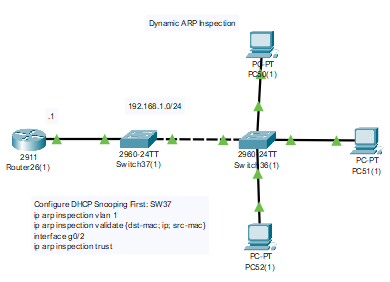 Dynamic ARP Inspection
PC-PT
PC50(1)
192.168.1.0/24
.1
2911
Router26(1)
2960-24TT
Switch37(1)
2960-24TT
Switch36(1)
PC-PT
PC51(1)
Configure DHCP Snooping First: SW37
ip arp inspection vlan 1
ip arp inspection validate {dst-mac; ip; src-mac}
interface g0/2
ip arp inspection trust
PC-PT
PC52(1)